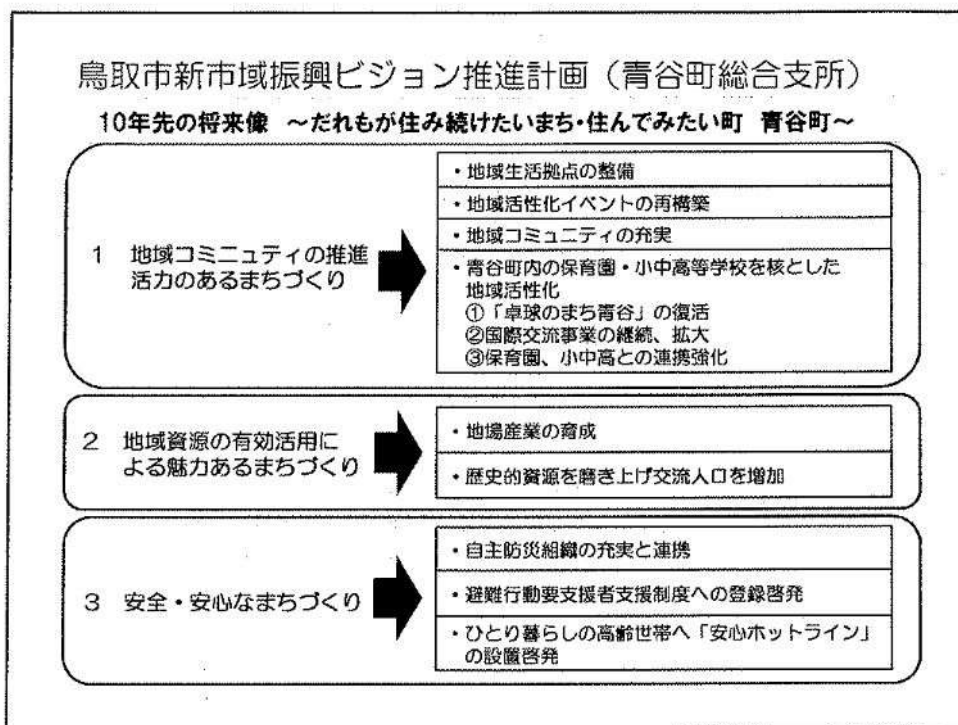 鳥取市新市域振興ビジョン推進計画（青谷町総合支所）
10年先の将来像 ～だれもが住み続けたいまち・住んでみたい町 青谷町～
1 地域コミニュティの推進
活力のあるまちづくり
・地域生活拠点の整備
・地域活性化イベントの再構築
・地域コミュニティの充実
・青谷町内の保育園・小中高等学校を核とした
地域活性化
①「卓球のまち青谷」の復活
②国際交流事業の継続、拡大
③保育園、小中高との連携強化
2 地域資源の有効活用に
よる魅力あるまちづくり
・地場産業の育成
・歴史的資源を磨き上げ交流人口を増加
3 安全・安心なまちづくり
・自主防災組織の充実と連携
・避難行動要支援者支援制度への登録啓発
・ひとり暮らしの高齢世帯へ「安心ホットライン」
の設置啓発